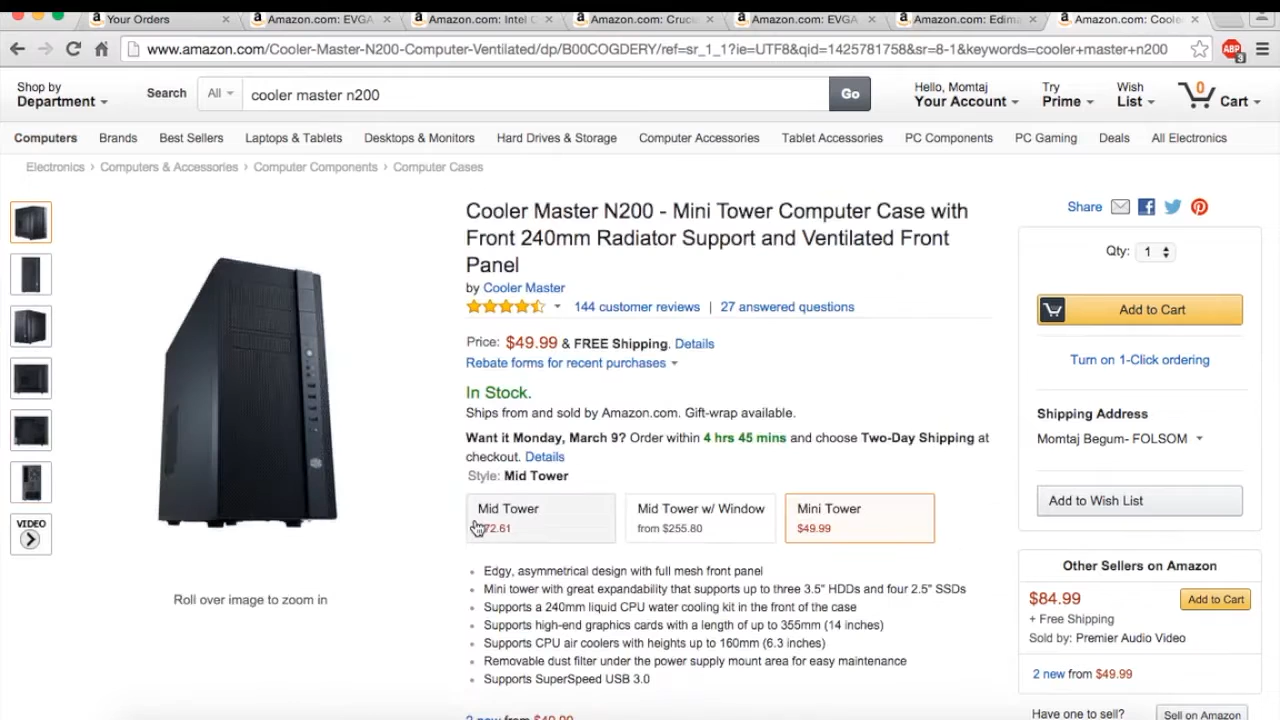 Your Orders
Amazon.com: EVGA
Amazon.com: Intel C
Amazon.com: Cruci
Amazon.com: EVGA
Amazon.com: Edima
Amazon.com: Coole
www.amazon.com/Cooler-Master-N200-Computer-Ventilated/dp/B00COGDERY/ref=sr_1_1?ie=UTF8&qid=1425781758&sr=8-1&keywords=cooler+master+n200
ABP
3
Shop by
Department
Search
All
cooler master n200
Go
Hello, Momtaj
Your Account
Try
Prime
Wish
List
0
Cart
Computers Brands Best Sellers Laptops & Tablets Desktops & Monitors Hard Drives & Storage Computer Accessories Tablet Accessories PC Components PC Gaming Deals All Electronics
Electronics › Computers & Accessories › Computer Components › Computer Cases
VIDEO
Roll over image to zoom in
Cooler Master N200 - Mini Tower Computer Case with
Front 240mm Radiator Support and Ventilated Front
Panel
by Cooler Master
144 customer reviews | 27 answered questions
Price: $49.99 & FREE Shipping. Details
Rebate forms for recent purchases
In Stock.
Ships from and sold by Amazon.com. Gift-wrap available.
Want it Monday, March 9? Order within 4 hrs 45 mins and choose Two-Day Shipping at
checkout. Details
Style: Mid Tower
Mid Tower
72.61
Mid Tower w/ Window
from $255.80
Mini Tower
$49.99
• Edgy, asymmetrical design with full mesh front panel
• Mini tower with great expandability that supports up to three 3.5" HDDs and four 2.5" SSDs
• Supports a 240mm liquid CPU water cooling kit in the front of the case
• Supports high-end graphics cards with a length of up to 355mm (14 inches)
• Supports CPU air coolers with heights up to 160mm (6.3 inches)
• Removable dust filter under the power supply mount area for easy maintenance
• Supports SuperSpeed USB 3.0
2 new from $49.99
Share
Qty: 1
Add to Cart
Turn on 1-Click ordering
Shipping Address
Momtaj Begum- FOLSOM
Add to Wish List
Other Sellers on Amazon
$84.99
Add to Cart
+ Free Shipping
Sold by: Premier Audio Video
2 new from $49.99
Have one to sell?
Sell on Amazon